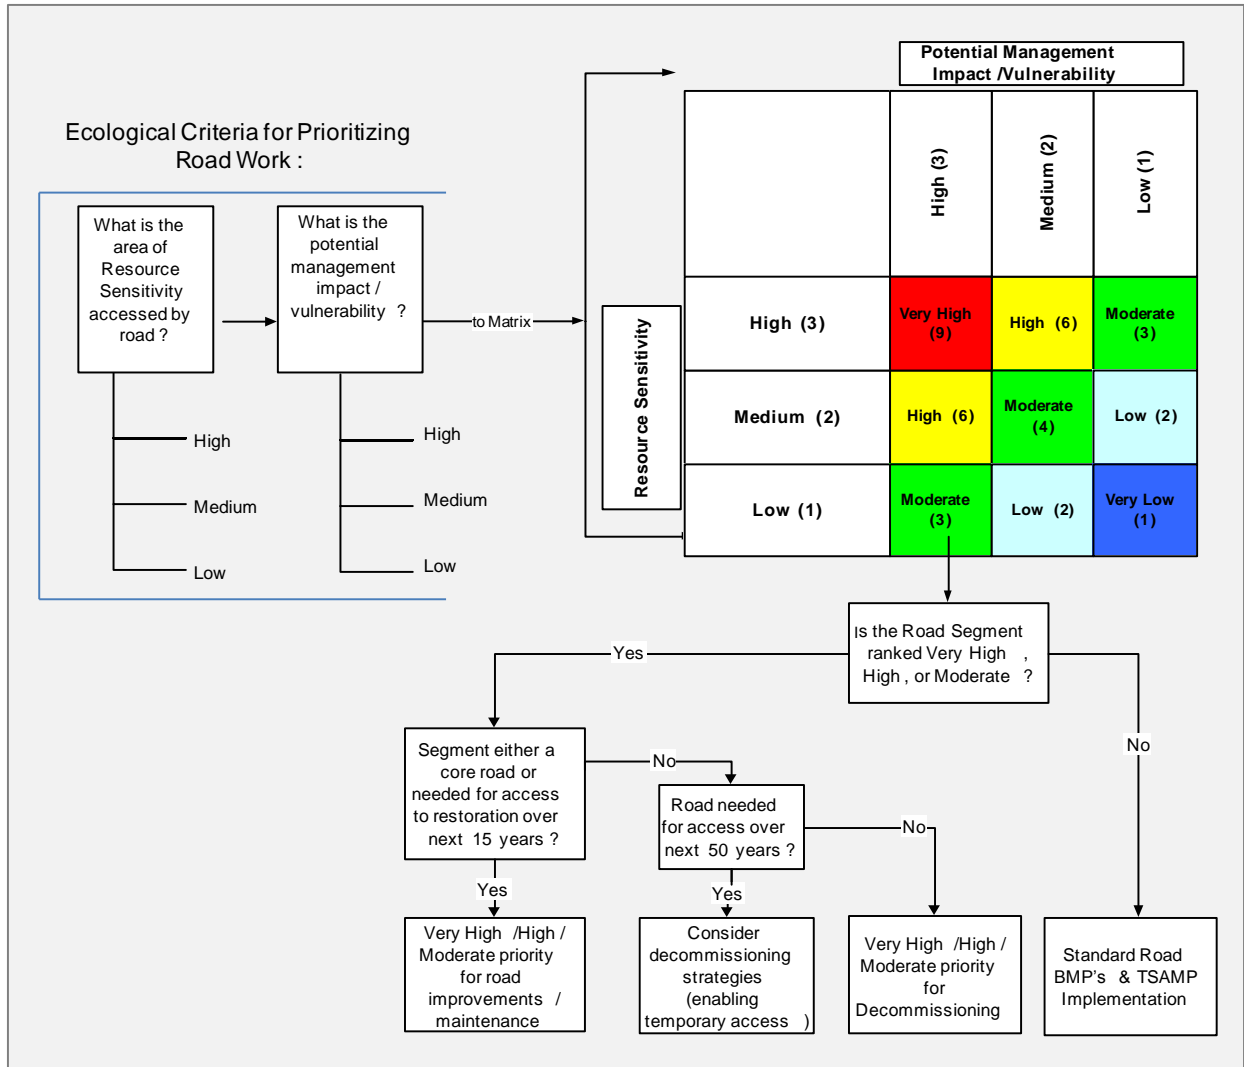 Ecological Criteria for Prioritizing
Road Work :
What is the
area of
Resource
Sensitivity
accessed by
road ?
High
Medium
Low
What is the
potential
management
impact /
vulnerability ?
High
Medium
Low
to Matrix
Potential Management
Impact /Vulnerability
High (3)
Medium (2)
Low (1)
Resource Sensitivity
High (3)
Very High
(9)
High (6)
Moderate
(3)
Medium (2)
High (6)
Moderate
(4)
Low (2)
Low (1)
Moderate
(3)
Low (2)
Very Low
(1)
Is the Road Segment
ranked Very High ,
High , or Moderate ?
Yes
No
Segment either a
core road or
needed for access
to restoration over
next 15 years ?
No
Road needed
for access over
next 50 years ?
No
Yes
Yes
Very High /High /
Moderate priority
for road
improvements /
maintenance
Consider
decommissioning
strategies
(enabling
temporary access )
Very High /High /
Moderate priority
for
Decommissioning
Standard Road
BMP's & TSAMP
Implementation